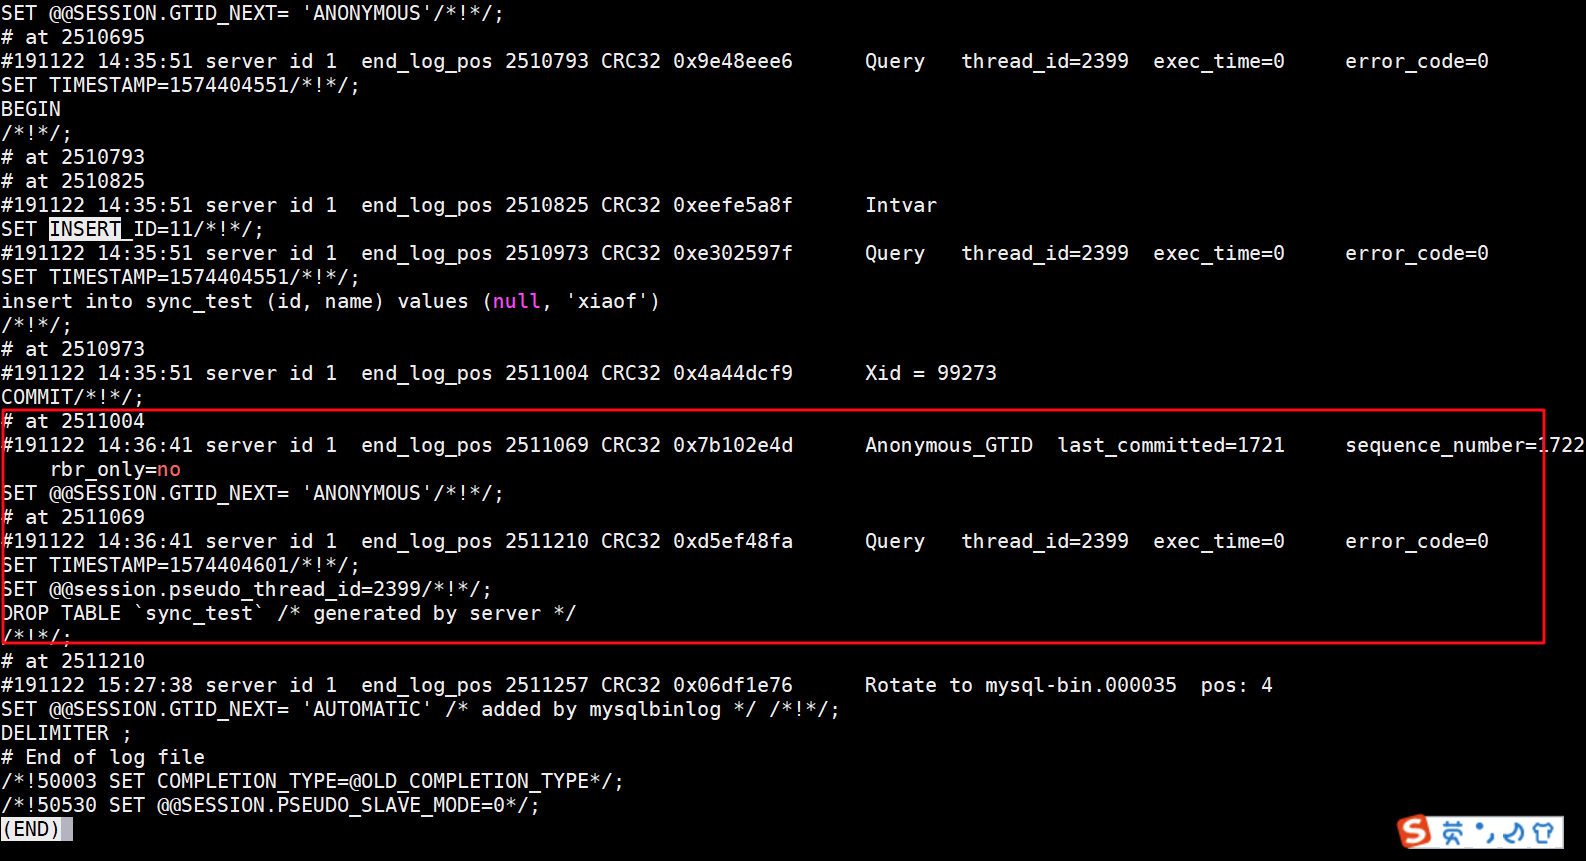 SET @@SESSION.GTID_NEXT= 'ANONYMOUS'/*!*/;
# at 2510695
#191122 14:35:51 server id 1  end_log_pos 2510793 CRC32 0x9e48eee6      Query   thread_id=2399  exec_time=0     error_code=0
SET TIMESTAMP=1574404551/*!*/;
BEGIN
/*!*/;
# at 2510793
# at 2510825
#191122 14:35:51 server id 1  end_log_pos 2510825 CRC32 0xeefe5a8f      Intvar
SET INSERT_ID=11/*!*/;
#191122 14:35:51 server id 1  end_log_pos 2510973 CRC32 0xe302597f      Query   thread_id=2399  exec_time=0     error_code=0
SET TIMESTAMP=1574404551/*!*/;
insert into sync_test (id, name) values (null, 'xiaof')
/*!*/;
# at 2510973
#191122 14:35:51 server id 1  end_log_pos 2511004 CRC32 0x4a44dcf9      Xid = 99273
COMMIT/*!*/;
# at 2511004
#191122 14:36:41 server id 1  end_log_pos 2511069 CRC32 0x7b102e4d      Anonymous_GTID  last_committed=1721     sequence_number=1722
    rbr_only=no
SET @@SESSION.GTID_NEXT= 'ANONYMOUS'/*!*/;
# at 2511069
#191122 14:36:41 server id 1  end_log_pos 2511210 CRC32 0xd5ef48fa      Query   thread_id=2399  exec_time=0     error_code=0
SET TIMESTAMP=1574404601/*!*/;
SET @@session.pseudo_thread_id=2399/*!*/;
DROP TABLE `sync_test` /* generated by server */
/*!*/;
# at 2511210
#191122 15:27:38 server id 1  end_log_pos 2511257 CRC32 0x06df1e76      Rotate to mysql-bin.000035  pos: 4
SET @@SESSION.GTID_NEXT= 'AUTOMATIC' /* added by mysqlbinlog */ /*!*/;
DELIMITER ;
# End of log file
/*!50003 SET COMPLETION_TYPE=@OLD_COMPLETION_TYPE*/;
/*!50530 SET @@SESSION.PSEUDO_SLAVE_MODE=0*/;
(END)
S 英